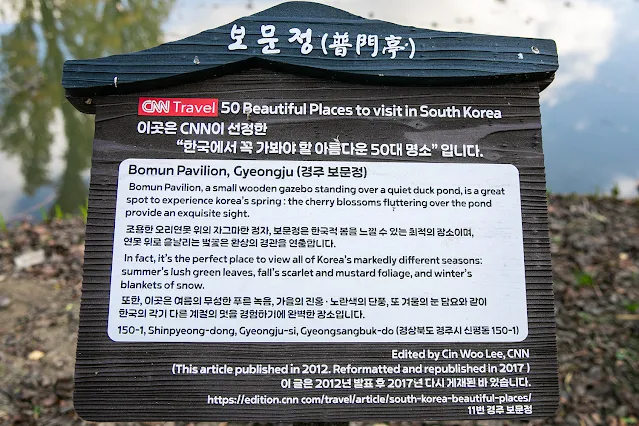 보문정(普門亭)
CNN Travel 50 Beautiful Places to visit in South Korea
이곳은 CNN이 선정한
“한국에서 꼭 가봐야 할 아름다운 50대 명소” 입니다.
Bomun Pavilion, Gyeongju (경주 보문정)
Bomun Pavilion, a small wooden gazebo standing over a quiet duck pond, is a great
spot to experience korea's spring : the cherry blossoms fluttering over the pond
provide an exquisite sight.
조용한 오리연못 위의 자그마한 정자, 보문정은 한국적 봄을 느낄 수 있는 최적의 장소이며,
연못 위로 흩날리는 벚꽃은 환상의 경관을 연출합니다.
In fact, it's the perfect place to view all of Korea's markedly different seasons:
summer's lush green leaves, fall's scarlet and mustard foliage, and winter's
blankets of snow.
또한, 이곳은 여름의 무성한 푸른 녹음, 가을의 진홍·노란색의 단풍, 또 겨울의 눈 담요와 같이
한국의 각기 다른 계절의 멋을 경험하기에 완벽한 장소입니다.
150-1, Shinpyeong-dong, Gyeongju-si, Gyeongsangbuk-do (경상북도 경주시 신평동 150-1)
Edited by Cin Woo Lee, CNN
(This article published in 2012. Reformatted and republished in 2017 )
이 글은 2012년 발표 후 2017년 다시 게재된 바 있습니다.
https://edition.cnn.com/travel/article/south-korea-beautiful-places/
11번 경주 보문정